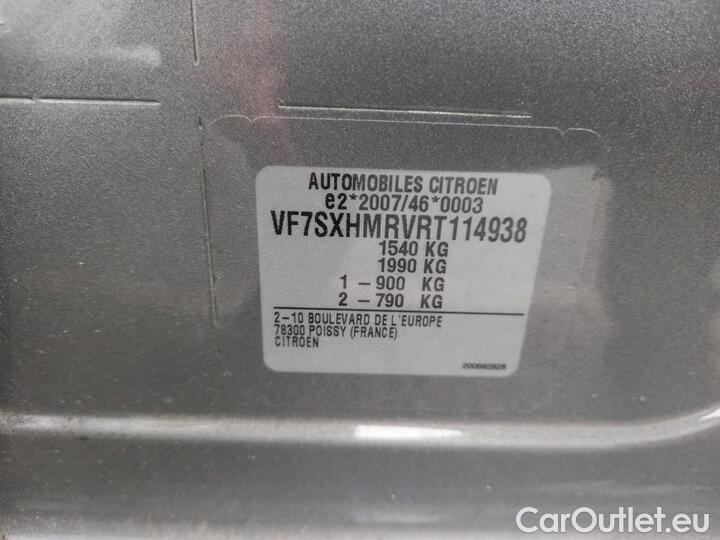 AUTOMOBILES CITROEN
e2*2007/46*0003
VF7SXHMRVRT114938
1540 KG
1990 KG
1 - 900 KG
2 - 790 KG
2-10 BOULEVARD DE L'EUROPE
78300 POISSY (FRANCE)
CITROEN
200682828
CarOutlet.eu